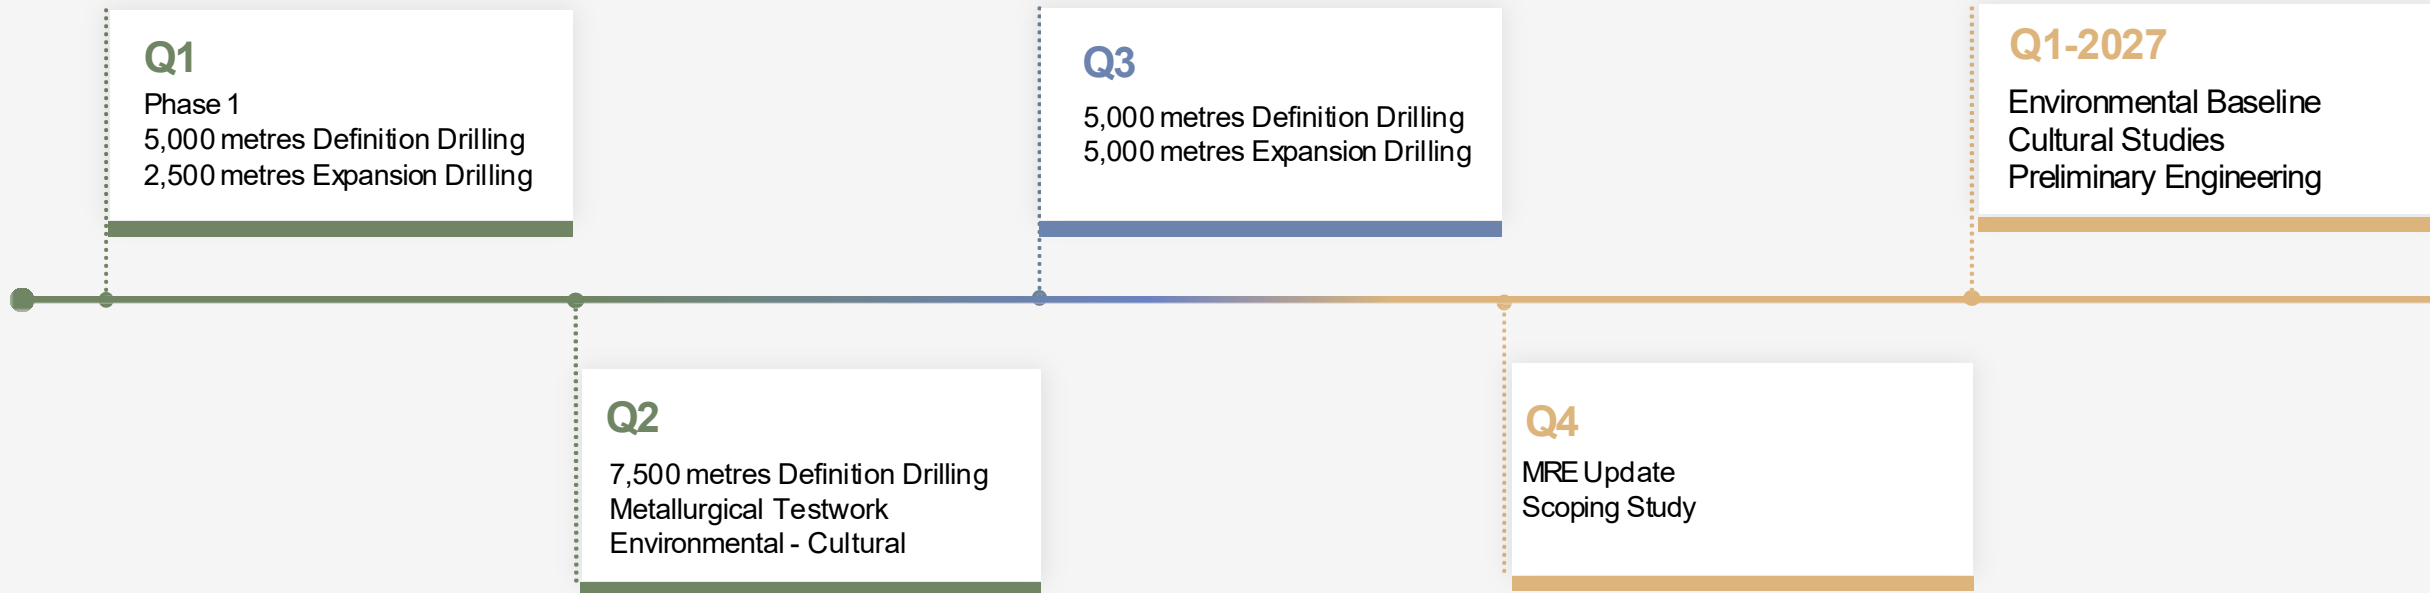 Q1
Phase 1
5,000 metres Definition Drilling
2,500 metres Expansion Drilling
Q2
7,500 metres Definition Drilling
Metallurgical Testwork
Environmental - Cultural
Q3
5,000 metres Definition Drilling
5,000 metres Expansion Drilling
Q4
MRE Update
Scoping Study
Q1-2027
Environmental Baseline
Cultural Studies
Preliminary Engineering